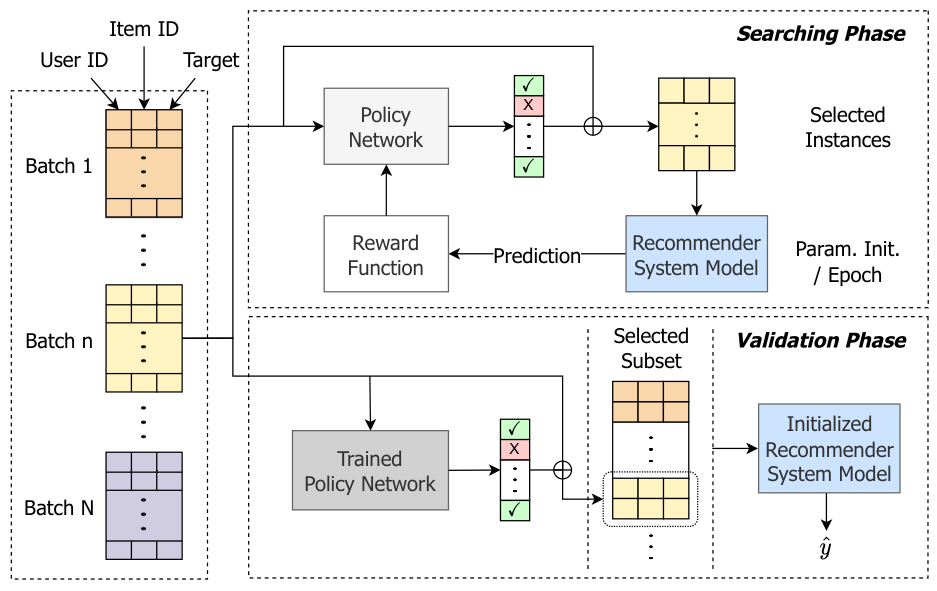 Item ID
User ID
Target
Batch 1
Batch n
Batch N
Searching Phase
Policy
Network
✓
X
✓
Selected
Instances
Reward
Function
Prediction
Recommender
System Model
Param. Init.
/ Epoch
Validation Phase
Selected
Subset
Trained
Policy Network
✓
X
✓
Initialized
Recommender
System Model
ŷ